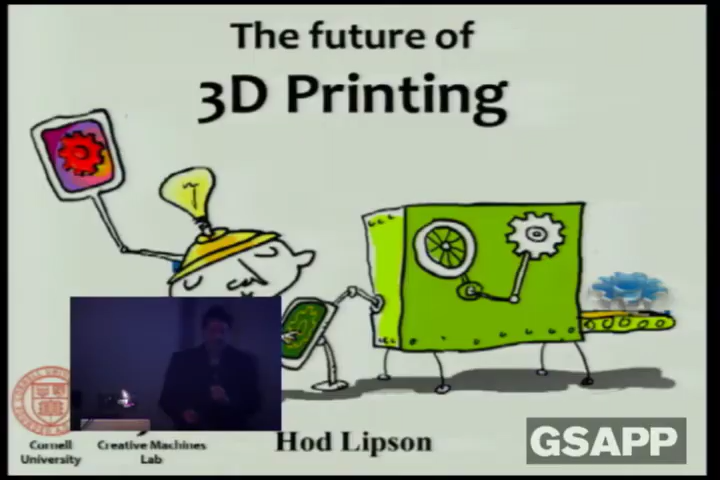 The future of
3D Printing
Cornell
University
Creative Machines
Lab
Hod Lipson
GSAPP